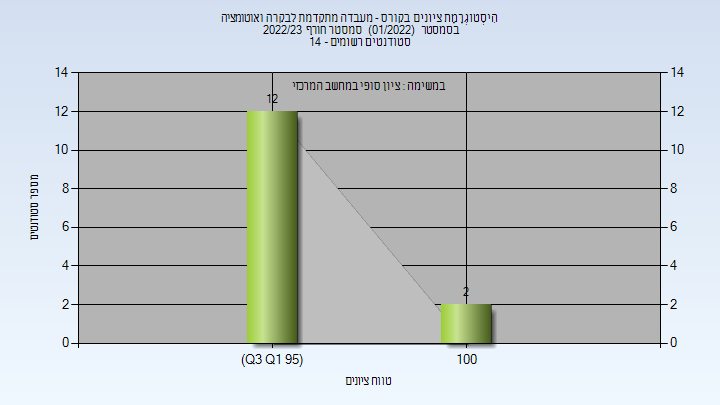 היסטוגרמת ציונים בקורס - מעבדה מתקדמת לבקרה ואוטומציה
בסמסטר (01/2022) סמסטר חורף 2022/23
סטודנטים רשומים - 14
במשימה : ציון סופי במחשב המרכזי
14
12
10
8
6
4
2
0
14
12
10
8
6
4
2
0
12
2
מספר סטודנטים
(Q3 Q1 95)
100
טווח ציונים